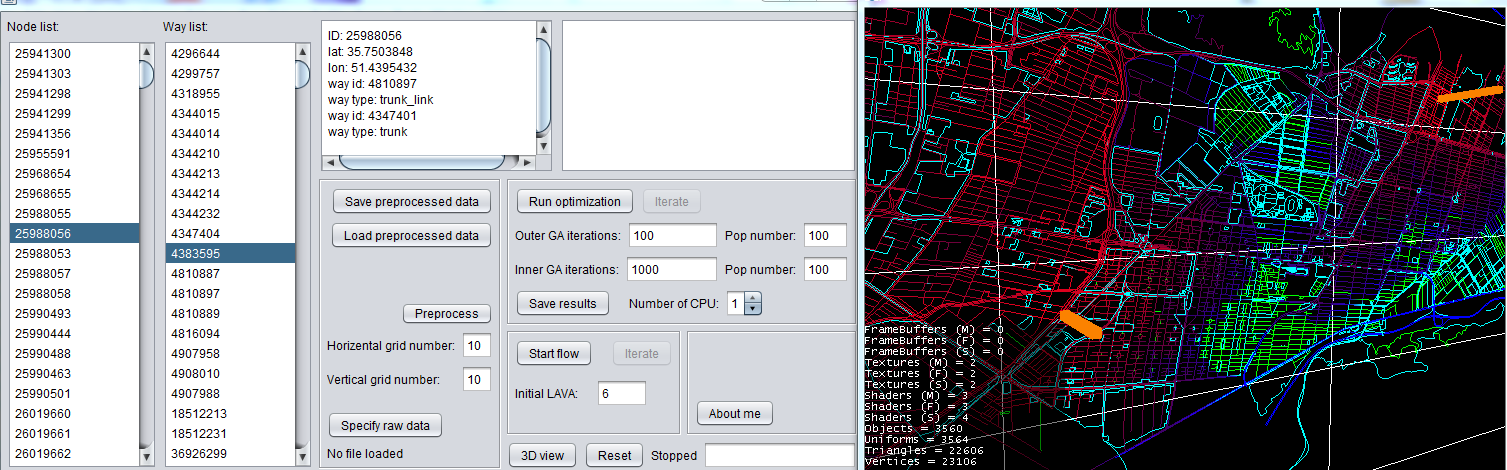 Node list:
25941300
25941303
25941298
25941299
25941356
25955591
25968654
25968655
25988055
25988056
25988053
25988057
25988058
25990493
25990444
25990488
25990463
25990501
26019660
26019661
26019662
Way list:
4296644
4299757
4318955
4344015
4344014
4344210
4344213
4344214
4344232
4347404
4383595
4810887
4810897
4810889
4816094
4907958
4908010
4907988
18512213
18512231
36926299
ID: 25988056
lat: 35.7503848
lon: 51.4395432
way id: 4810897
way type: trunk_link
way id: 4347401
way type: trunk
Save preprocessed data
Load preprocessed data
Preprocess
Horizental grid number: 10
Vertical grid number: 10
Specify raw data
No file loaded
Run optimization Iterate
Outer GA iterations: 100 Pop number: 100
Inner GA iterations: 1000 Pop number: 100
Save results Number of CPU: 1
Start flow Iterate
Initial LAVA: 6
About me
3D view Reset Stopped
FrameBuffers (M) = 0
FrameBuffers (F) = 0
FrameBuffers (S) = 0
Textures (M) = 2
Textures (F) = 2
Textures (S) = 2
Shaders (M) = 3
Shaders (F) = 3
Shaders (S) = 4
Objects = 3560
Uniforms = 3564
Triangles = 22606
Vertices = 23106